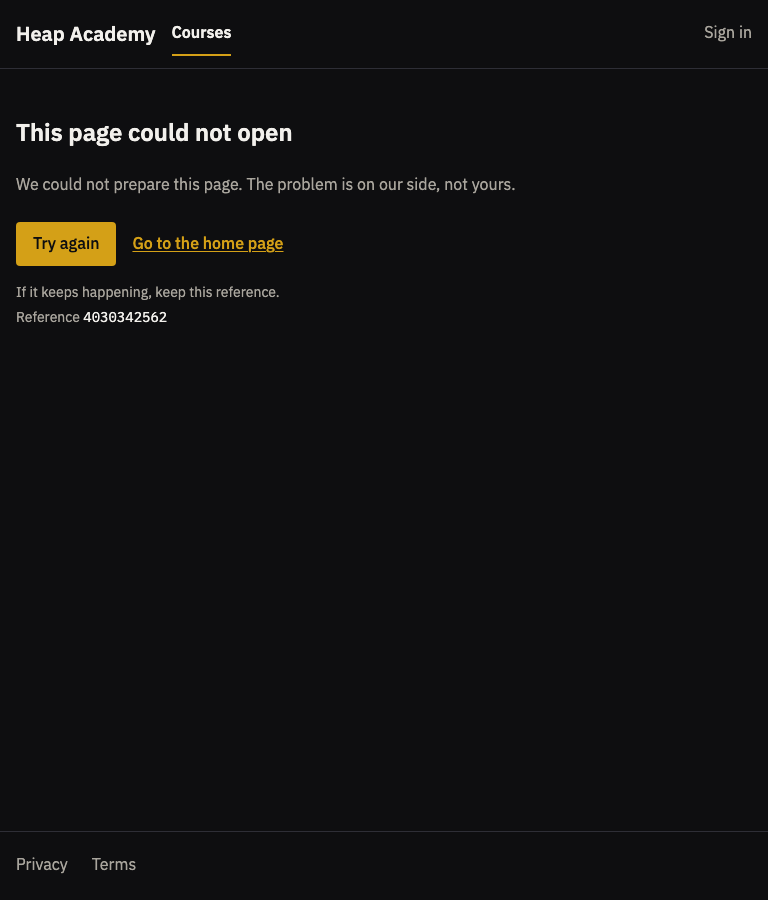 Heap Academy
Courses
Sign in
This page could not open
We could not prepare this page. The problem is on our side, not yours.
Try again
Go to the home page
If it keeps happening, keep this reference.
Reference 4030342562
Privacy
Terms